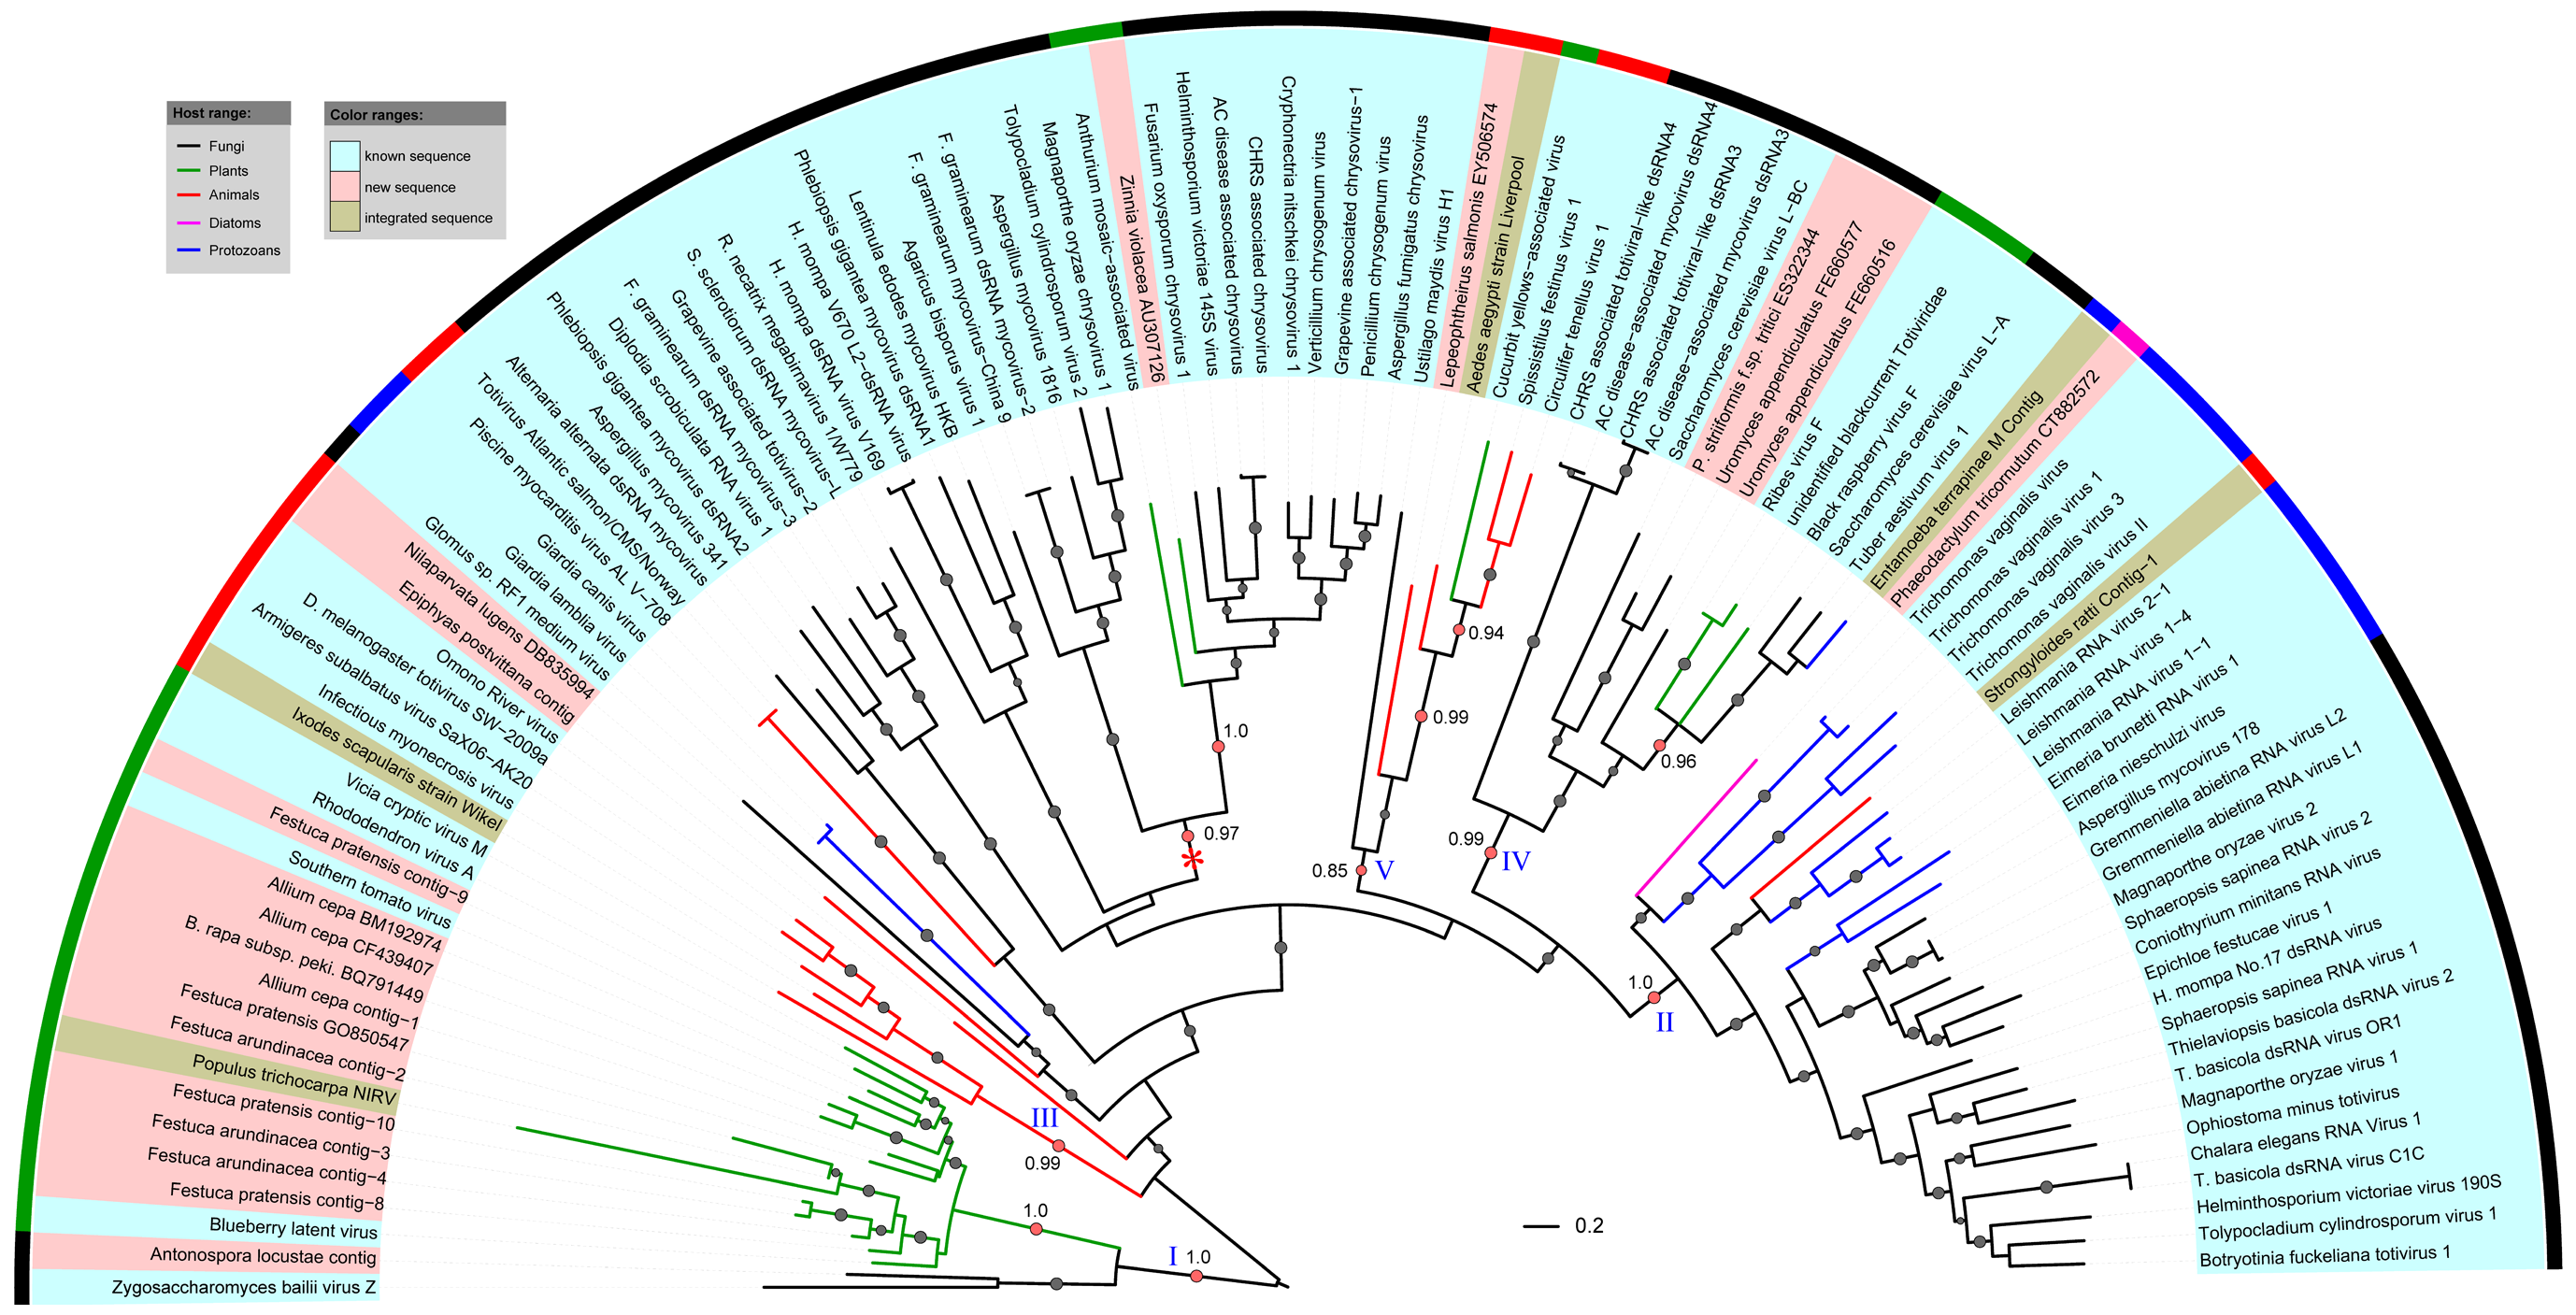 Host range:
Fungi
Plants
Animals
Diatoms
Protozoans
Color ranges:
known sequence
new sequence
integrated sequence
Zygosaccharomyces bailii virus Z
Antonospora locustae contig
Blueberry latent virus
Festuca pratensis contig−8
Festuca arundinacea contig−4
Festuca arundinacea contig−3
Festuca pratensis contig−10
Populus trichocarpa NIRV
Festuca arundinacea contig−2
Festuca pratensis GO850547
Allium cepa contig−1
B. rapa subsp. peki. BQ791449
Allium cepa CF439407
Allium cepa BM192974
Southern tomato virus
Festuca pratensis contig−9
Rhododendron virus A
Vicia cryptic virus M
Ixodes scapularis strain Wikel
Infectious myonecrosis virus
Armigeres subalbatus virus SaX06−AK20
D. melanogaster totivirus SW−2009a
Omono River virus
Epiphyas postvittana contig
Nilaparvata lugens DB835994
Glomus sp. RF1 medium virus
Giardia lamblia virus
Giardia canis virus
Piscine myocarditis virus AL V−708
Totivirus Atlantic salmon/CMS/Norway
Alternaria alternata dsRNA mycovirus
Aspergillus mycovirus 341
Phlebiopsis gigantea mycovirus dsRNA2
Diplodia scrobiculata RNA virus 1
F. graminearum dsRNA mycovirus−3
Grapevine associated totivirus−2
S. sclerotiorum dsRNA mycovirus−L
R. necatrix megabirnavirus 1/W779
H. mompa dsRNA virus V169
H. mompa V670 L2−dsRNA virus
Phlebiopsis gigantea mycovirus dsRNA1
Lentinula edodes mycovirus HKB
Agaricus bisporus virus 1
F. graminearum mycovirus−China 9
F. graminearum dsRNA mycovirus−2
Aspergillus mycovirus 1816
Tolypocladium cylindrosporum virus 2
Magnaporthe oryzae chrysovirus 1
Anthurium mosaic−associated virus
Zinnia violacea AU307126
Fusarium oxysporum chrysovirus 1
Helminthosporium victoriae 145S virus
AC disease associated chrysovirus
CHRS associated chrysovirus
Cryphonectria nitschkei chrysovirus 1
Verticillium chrysogenum virus
Grapevine associated chrysovirus−1
Penicillium chrysogenum virus
Aspergillus fumigatus chrysovirus
Ustilago maydis virus H1
Lepeophtheirus salmonis EY506574
Aedes aegypti strain Liverpool
Cucurbit yellows−associated virus
Spissistilus festinus virus 1
Circulifer tenellus virus 1
CHRS associated totiviral−like dsRNA4
AC disease−associated mycovirus dsRNA4
CHRS associated totiviral−like dsRNA3
AC disease−associated mycovirus dsRNA3
Saccharomyces cerevisiae virus L−BC
P. striiformis f.sp. tritici ES322344
Uromyces appendiculatus FE660577
Uromyces appendiculatus FE660516
Ribes virus F
unidentified blackcurrent Totiviridae
Black raspberry virus F
Saccharomyces cerevisiae virus L−A
Tuber aestivum virus 1
Entamoeba terrapinae M Contig
Phaeodactylum tricornutum CT882572
Trichomonas vaginalis virus
Trichomonas vaginalis virus 1
Trichomonas vaginalis virus 3
Trichomonas vaginalis virus II
Strongyloides ratti Contig−1
Leishmania RNA virus 2−1
Leishmania RNA virus 1−4
Leishmania RNA virus 1−1
Eimeria brunetti RNA virus 1
Eimeria nieschulzi virus
Aspergillus mycovirus 178
Gremmeniella abietina RNA virus L2
Gremmeniella abietina RNA virus L1
Magnaporthe oryzae virus 2
Sphaeropsis sapinea RNA virus 2
Coniothyrium minitans RNA virus
Epichloe festucae virus 1
H. mompa No.17 dsRNA virus
Sphaeropsis sapinea RNA virus 1
Thielaviopsis basicola dsRNA virus 2
T. basicola dsRNA virus OR1
Magnaporthe oryzae virus 1
Ophiostoma minus totivirus
Chalara elegans RNA Virus 1
T. basicola dsRNA virus C1C
Helminthosporium victoriae virus 190S
Tolypocladium cylindrosporum virus 1
Botryotinia fuckeliana totivirus 1
0.94
0.99
1.0
0.96
0.97
*
0.99
IV
0.85
V
1.0
II
III
0.99
1.0
I 1.0
0.2